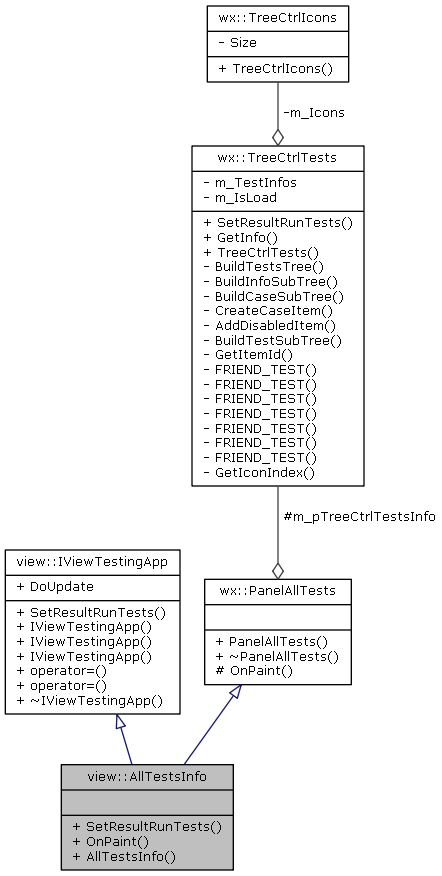 wx::TreeCtrlIcons
- Size
+ TreeCtrlIcons()
-m_Icons
wx::TreeCtrlTests
- m_TestInfos
- m_IsLoad
+ SetResultRunTests()
+ GetInfo()
+ TreeCtrlTests()
- BuildTestsTree()
- BuildInfoSubTree()
- BuildCaseSubTree()
- CreateCaseItem()
- AddDisabledItem()
- BuildTestSubTree()
- GetItemId()
- FRIEND_TEST()
- FRIEND_TEST()
- FRIEND_TEST()
- FRIEND_TEST()
- FRIEND_TEST()
- FRIEND_TEST()
- FRIEND_TEST()
- GetIconIndex()
#m_pTreeCtrlTestsInfo
view::IViewTestingApp
+ DoUpdate
+ SetResultRunTests()
+ IViewTestingApp()
+ IViewTestingApp()
+ IViewTestingApp()
+ operator=()
+ operator=()
+ ~IViewTestingApp()
wx::PanelAllTests
+ PanelAllTests()
+ ~PanelAllTests()
# OnPaint()
view::AllTestsInfo
+ SetResultRunTests()
+ OnPaint()
+ AllTestsInfo()